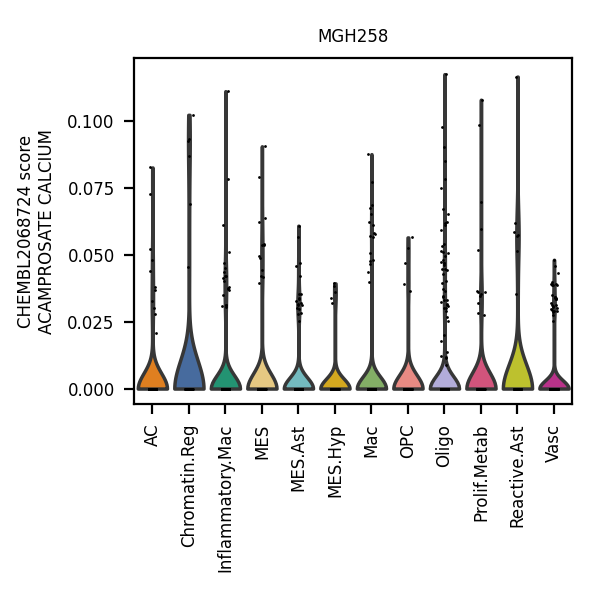 MGH258
CHEMBL2068724 score
ACAMPROSATE CALCIUM
0.100
0.075
0.050
0.025
0.000
AC
Chromatin.Reg
Inflammatory.Mac
MES
MES.Ast
MES.Hyp
Mac
OPC
Oligo
Prolif.Metab
Reactive.Ast
Vasc